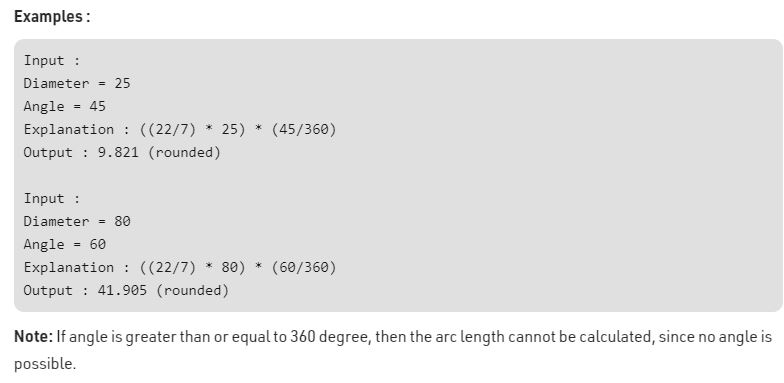 Examples :
Input :
Diameter = 25
Angle = 45
Explanation : ((22/7) * 25) * (45/360)
Output : 9.821 (rounded)
Input :
Diameter = 80
Angle = 60
Explanation : ((22/7) * 80) * (60/360)
Output : 41.905 (rounded)
Note: If angle is greater than or equal to 360 degree, then the arc length cannot be calculated, since no angle is
possible.